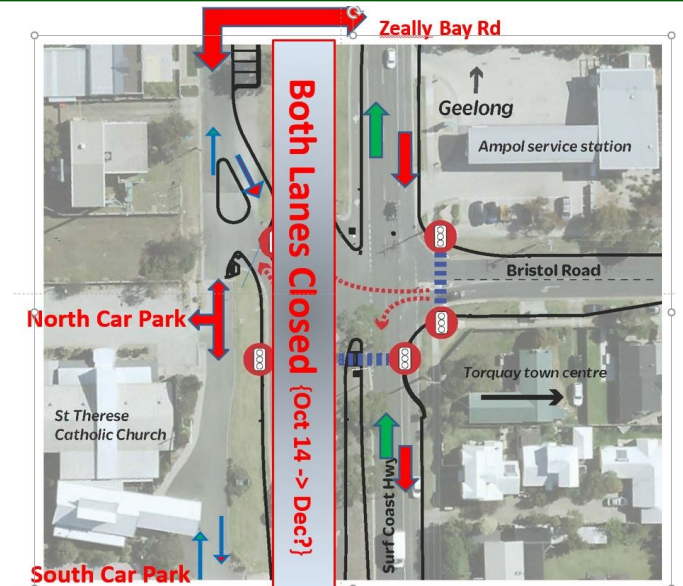 Zeally Bay Rd
Geelong
Ampol service station
Both Lanes Closed {Oct 14 -> Dec?}
Bristol Road
North Car Park
Torquay town centre
St Therese
Catholic Church
Surf Coast Hwy
South Car Park